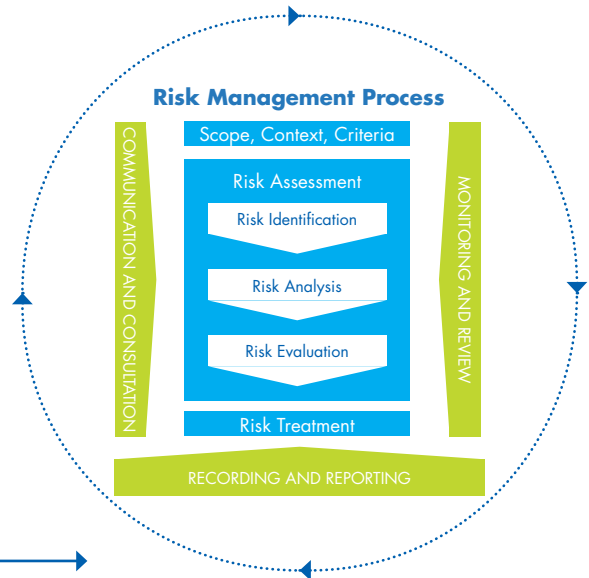 Risk Management Process
Scope, Context, Criteria
COMMUNICATION AND CONSULTATION
Risk Assessment
Risk Identification
Risk Analysis
Risk Evaluation
MONITORING AND REVIEW
Risk Treatment
RECORDING AND REPORTING